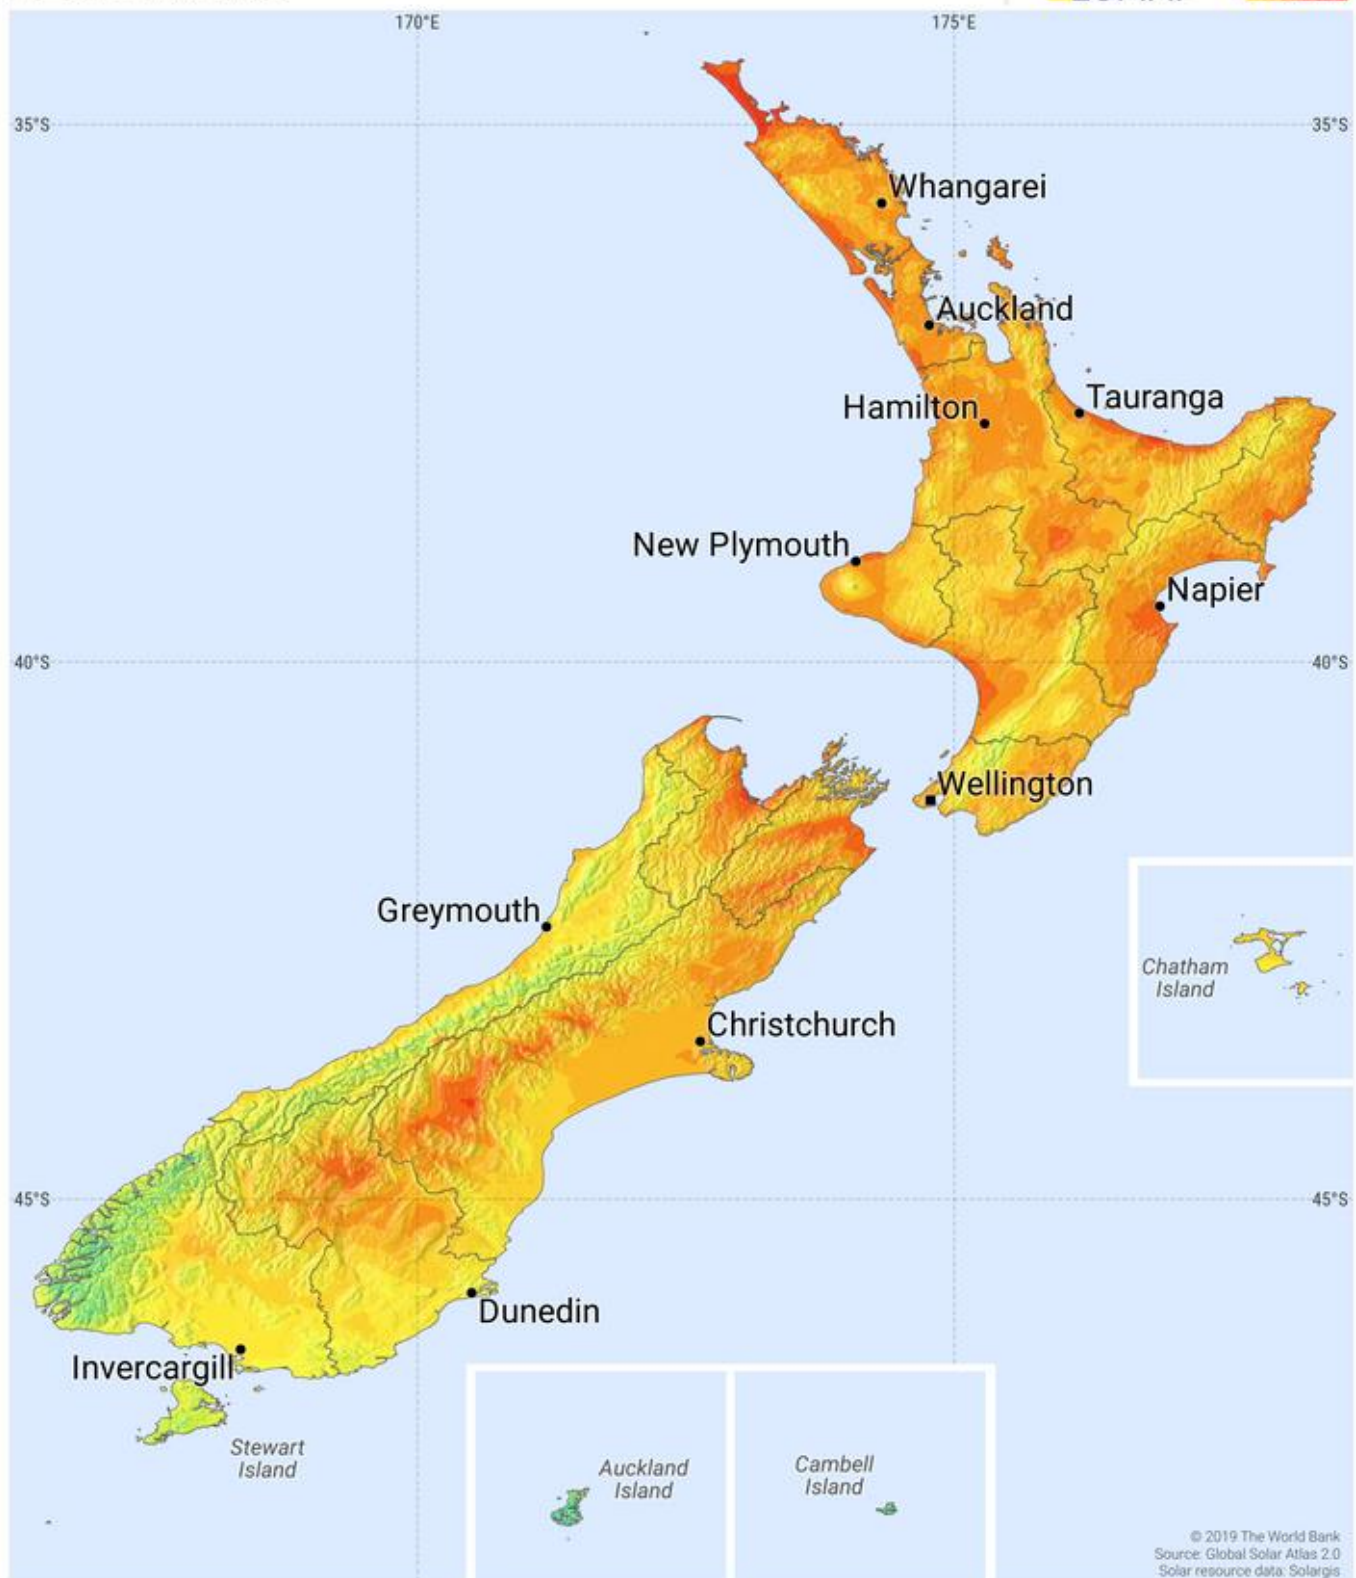 170°E
175°E
35°S
35°S
Whangarei
Auckland
Tauranga
Hamilton
New Plymouth
Napier
40°S
40°S
Wellington
Greymouth
Chatham
Island
Christchurch
45°S
45°S
Dunedin
Invercargill
Stewart
Island
Auckland
Island
Cambell
Island
© 2019 The World Bank
Source: Global Solar Atlas 2.0
Solar resource data: Solargis